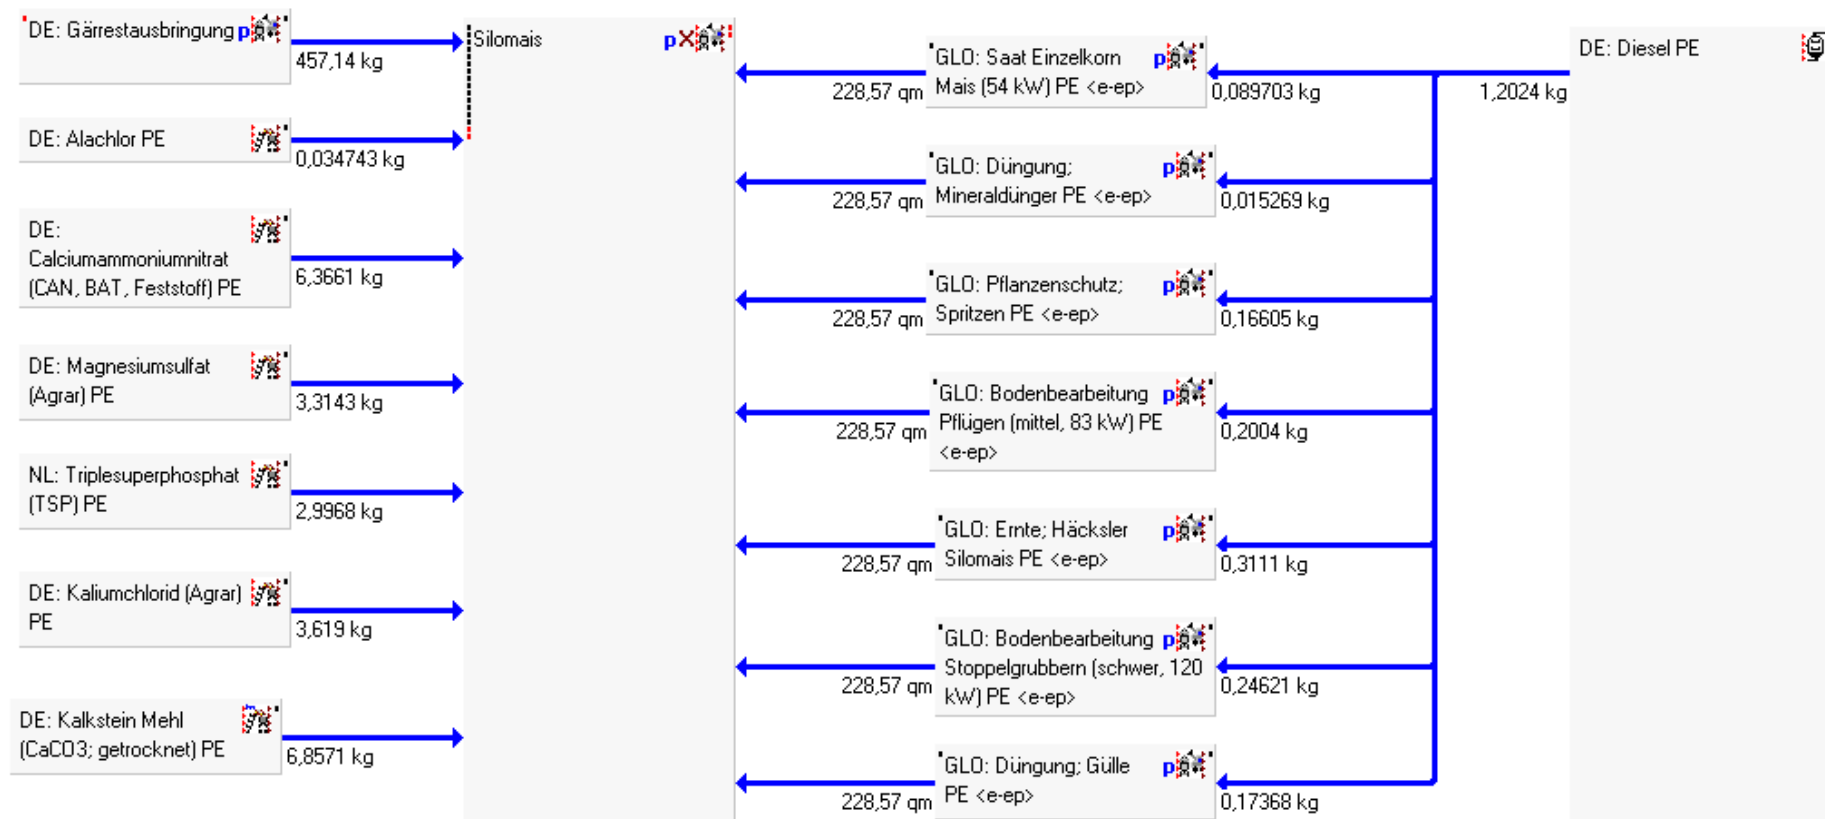 DE: Gärrestausbringung p
457,14 kg
DE: Alachlor PE
0,034743 kg
DE:
Calciumammoniumnitrat
(CAN, BAT, Feststoff) PE
6,3661 kg
DE: Magnesiumsulfat
(Agrar) PE
3,3143 kg
NL: Triplesuperphosphat
(TSP) PE
2,9968 kg
DE: Kaliumchlorid (Agrar)
PE
3,619 kg
DE: Kalkstein Mehl
(CaCO3; getrocknet) PE
6,8571 kg
Silomais p
GLO: Saat Einzelkorn p
Mais (54 kW) PE <e-ep>
228,57 qm
0,089703 kg
GLO: Düngung; p
Mineraldünger PE <e-ep>
228,57 qm
0,015269 kg
GLO: Pflanzenschutz; p
Spritzen PE <e-ep>
228,57 qm
0,16605 kg
GLO: Bodenbearbeitung p
Pflügen (mittel, 83 kW) PE
<e-ep>
228,57 qm
0,2004 kg
GLO: Ernte; Häcksler p
Silomais PE <e-ep>
228,57 qm
0,3111 kg
GLO: Bodenbearbeitung p
Stoppelgrubbern (schwer, 120
kW) PE <e-ep>
228,57 qm
0,24621 kg
GLO: Düngung; Gülle p
PE <e-ep>
228,57 qm
0,17368 kg
DE: Diesel PE
1,2024 kg